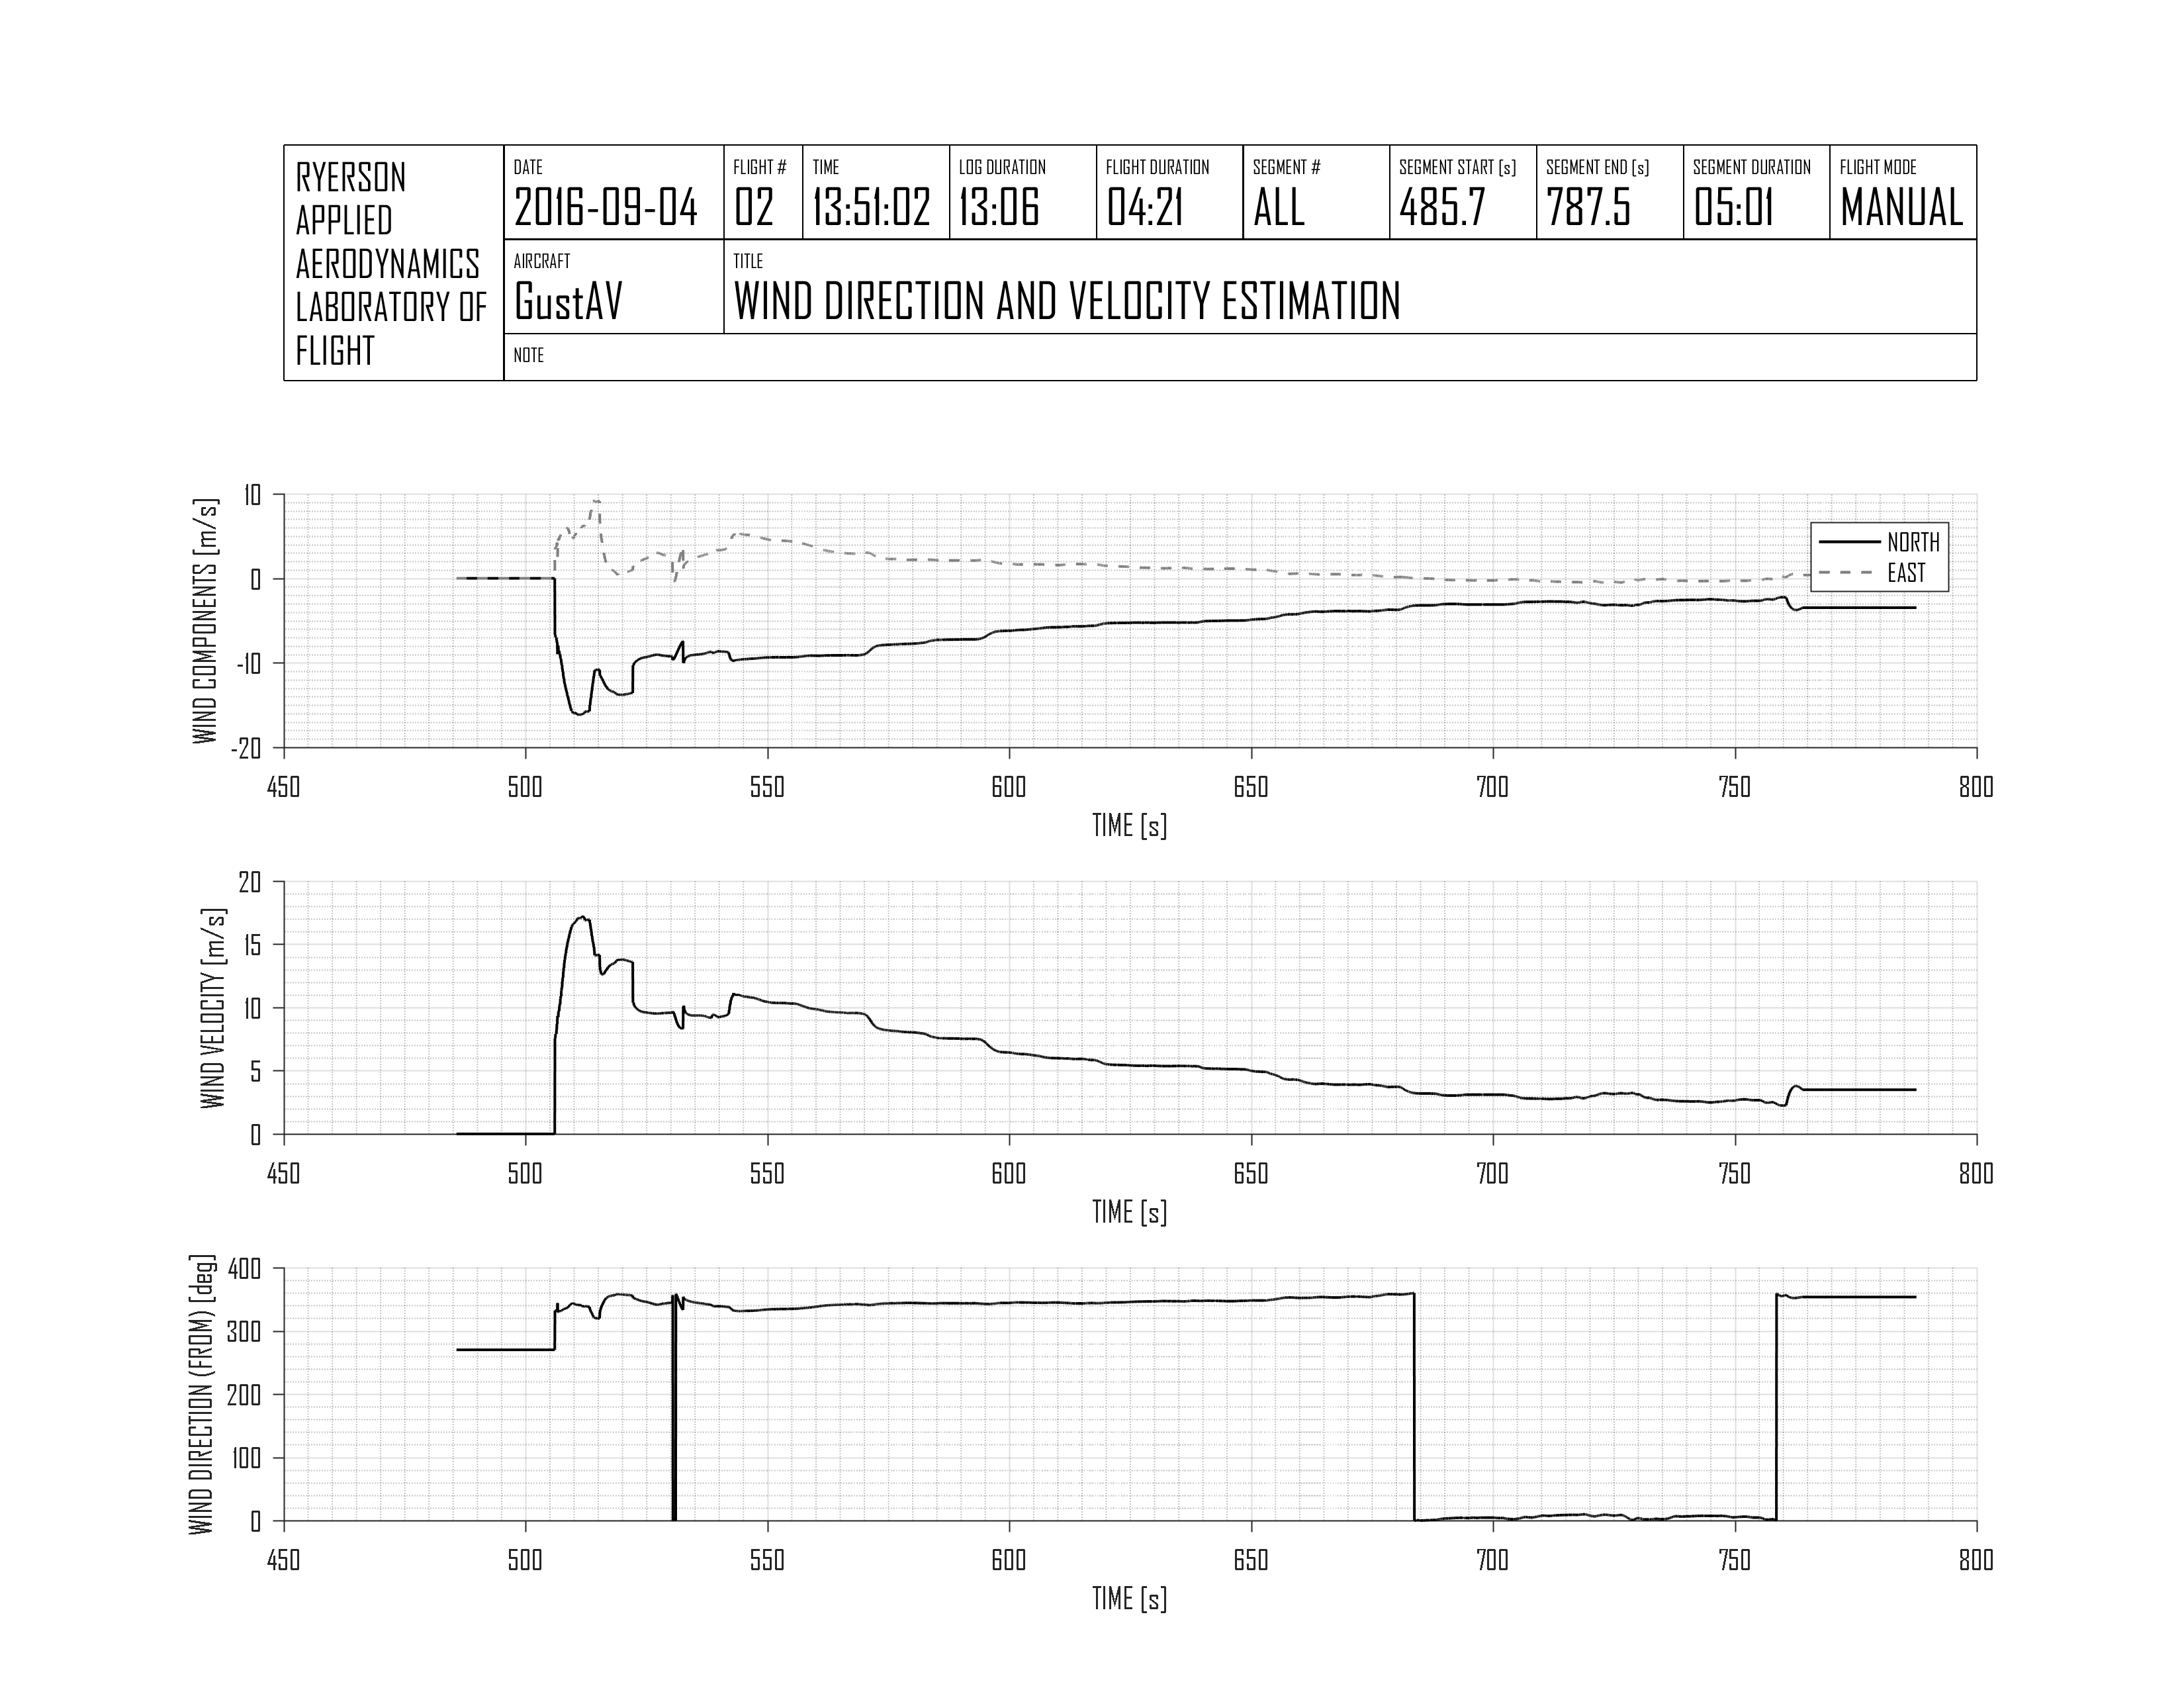 RYERSON
APPLIED
AERODYNAMICS
LABORATORY OF
FLIGHT
DATE
2016-09-04
FLIGHT #
02
TIME
13:51:02
LOG DURATION
13:06
FLIGHT DURATION
04:21
SEGMENT #
ALL
SEGMENT START [s]
485.7
SEGMENT END [s]
787.5
SEGMENT DURATION
05:01
FLIGHT MODE
MANUAL
AIRCRAFT
GustAV
TITLE
WIND DIRECTION AND VELOCITY ESTIMATION
NOTE
WIND COMPONENTS [m/s]
10
0
-10
-20
NORTH
EAST
450 500 550 600 650 700 750 800
TIME [s]
WIND VELOCITY [m/s]
20
15
10
5
0
450 500 550 600 650 700 750 800
TIME [s]
WIND DIRECTION (FROM) [deg]
400
300
200
100
0
450 500 550 600 650 700 750 800
TIME [s]